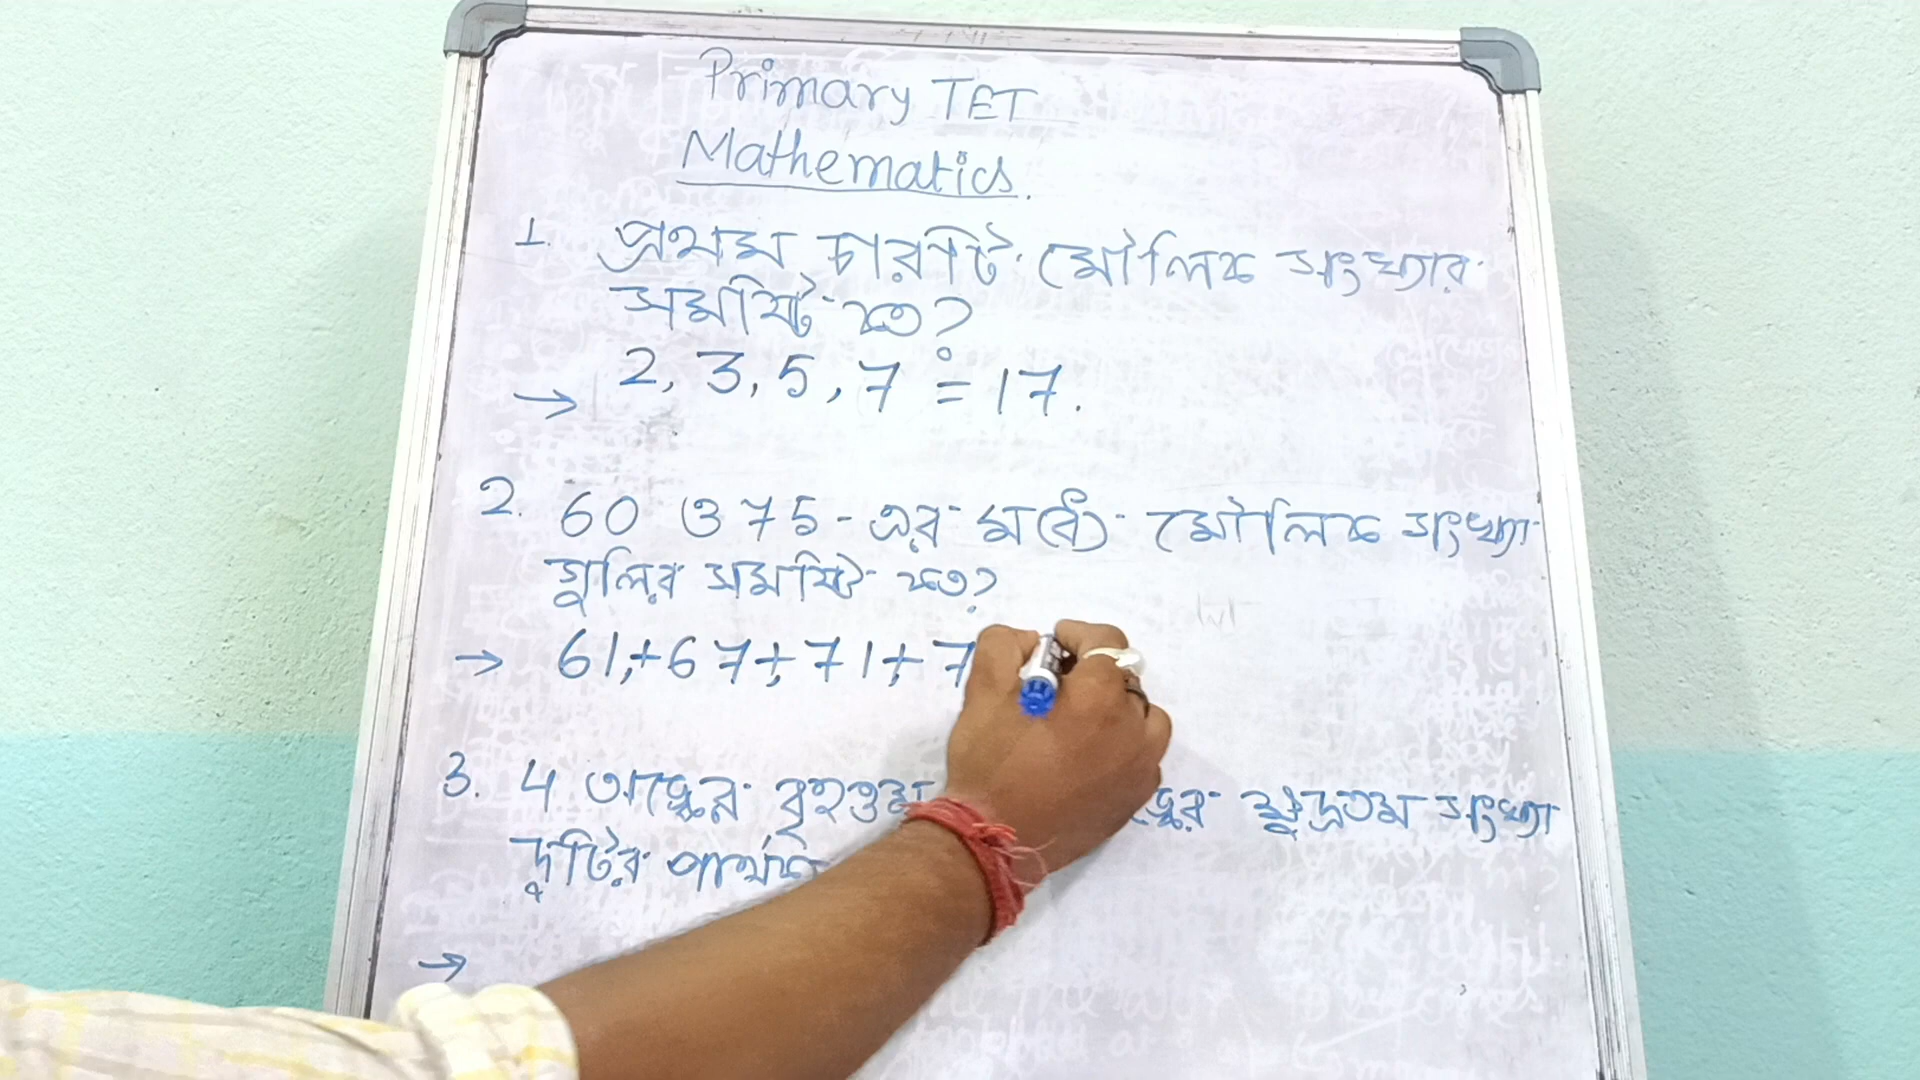 Primary TET
Mathematics.
1. প্রথম চারটি মৌলিক সংখ্যার
সমষ্টি কত?
→ 2, 3, 5, 7 = 17.
2. 60 ও 75-এর মধ্যে মৌলিক সংখ্যা
গুলির সমষ্টি কত?
→ 61,+67,+71,+7
3. 4 অঙ্কের বৃহত্তম ক্ষুদ্রতম সংখ্যা
দুটির পার্থক্য
→